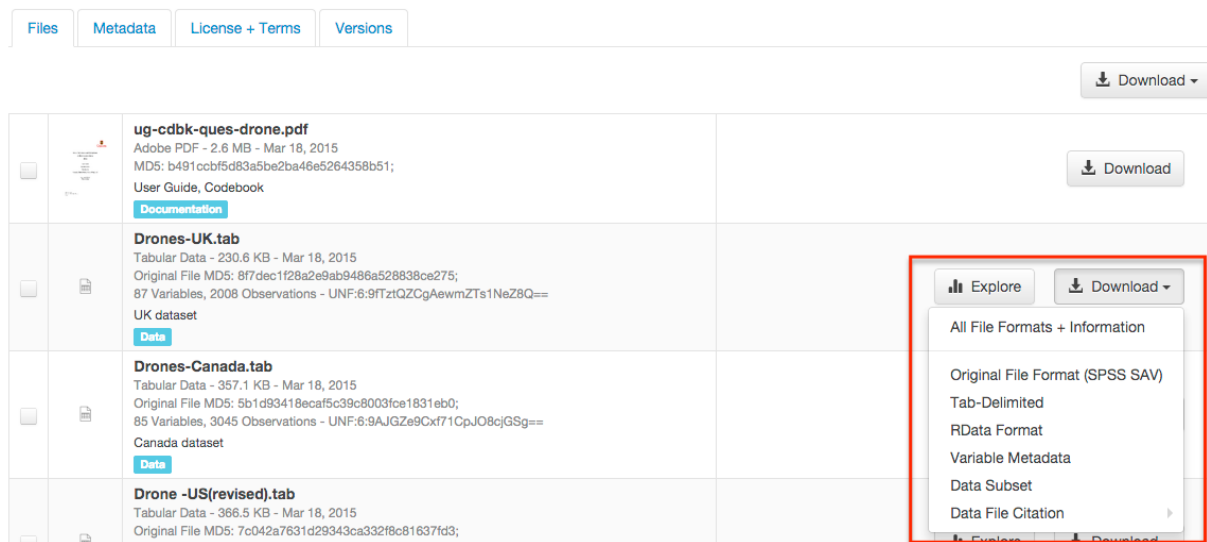 Files
Metadata
License + Terms
Versions
Download
ug-cdbk-ques-drone.pdf
Adobe PDF - 2.6 MB - Mar 18, 2015
MD5: b491ccbf5d83a5be2ba46e5264358b51;
User Guide, Codebook
Documentation
Download
Drones-UK.tab
Tabular Data - 230.6 KB - Mar 18, 2015
Original File MD5: 8f7dec1f28a2e9ab9486a528838ce275;
87 Variables, 2008 Observations - UNF:6:9fTztQZCgAewmZTs1NeZ8Q==
UK dataset
Data
Explore
Download
All File Formats + Information
Original File Format (SPSS SAV)
Tab-Delimited
RData Format
Variable Metadata
Data Subset
Data File Citation
Drones-Canada.tab
Tabular Data - 357.1 KB - Mar 18, 2015
Original File MD5: 5b1d93418ecaf5c39c8003fce1831eb0;
85 Variables, 3045 Observations - UNF:6:9AJGZe9Cxf71CpJO8cjGSg==
Canada dataset
Data
Drone -US(revised).tab
Tabular Data - 366.5 KB - Mar 18, 2015
Original File MD5: 7c042a7631d29343ca332f8c81637fd3;
Explore
Download